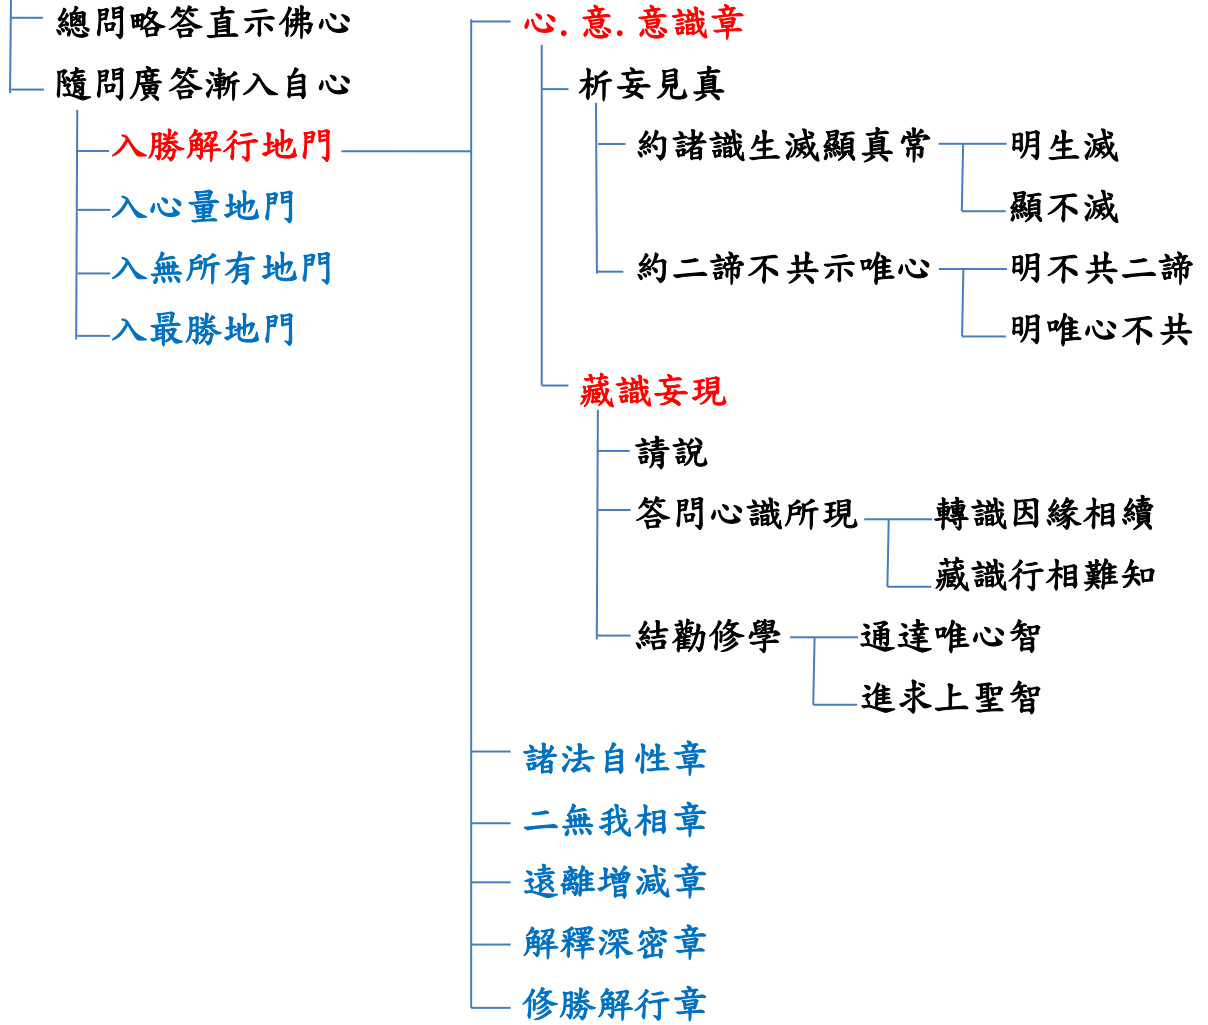 總問略答直示佛心
隨問廣答漸入自心
入勝解行地門
入心量地門
入無所有地門
入最勝地門
心.意.意識章
析妄見真
約諸識生滅顯真常
明生滅
顯不滅
約二諦不共示唯心
明不共二諦
明唯心不共
藏識妄現
請說
答問心識所現
轉識因緣相續
藏識行相難知
結勸修學
通達唯心智
進求上聖智
諸法自性章
二無我相章
遠離增減章
解釋深密章
修勝解行章